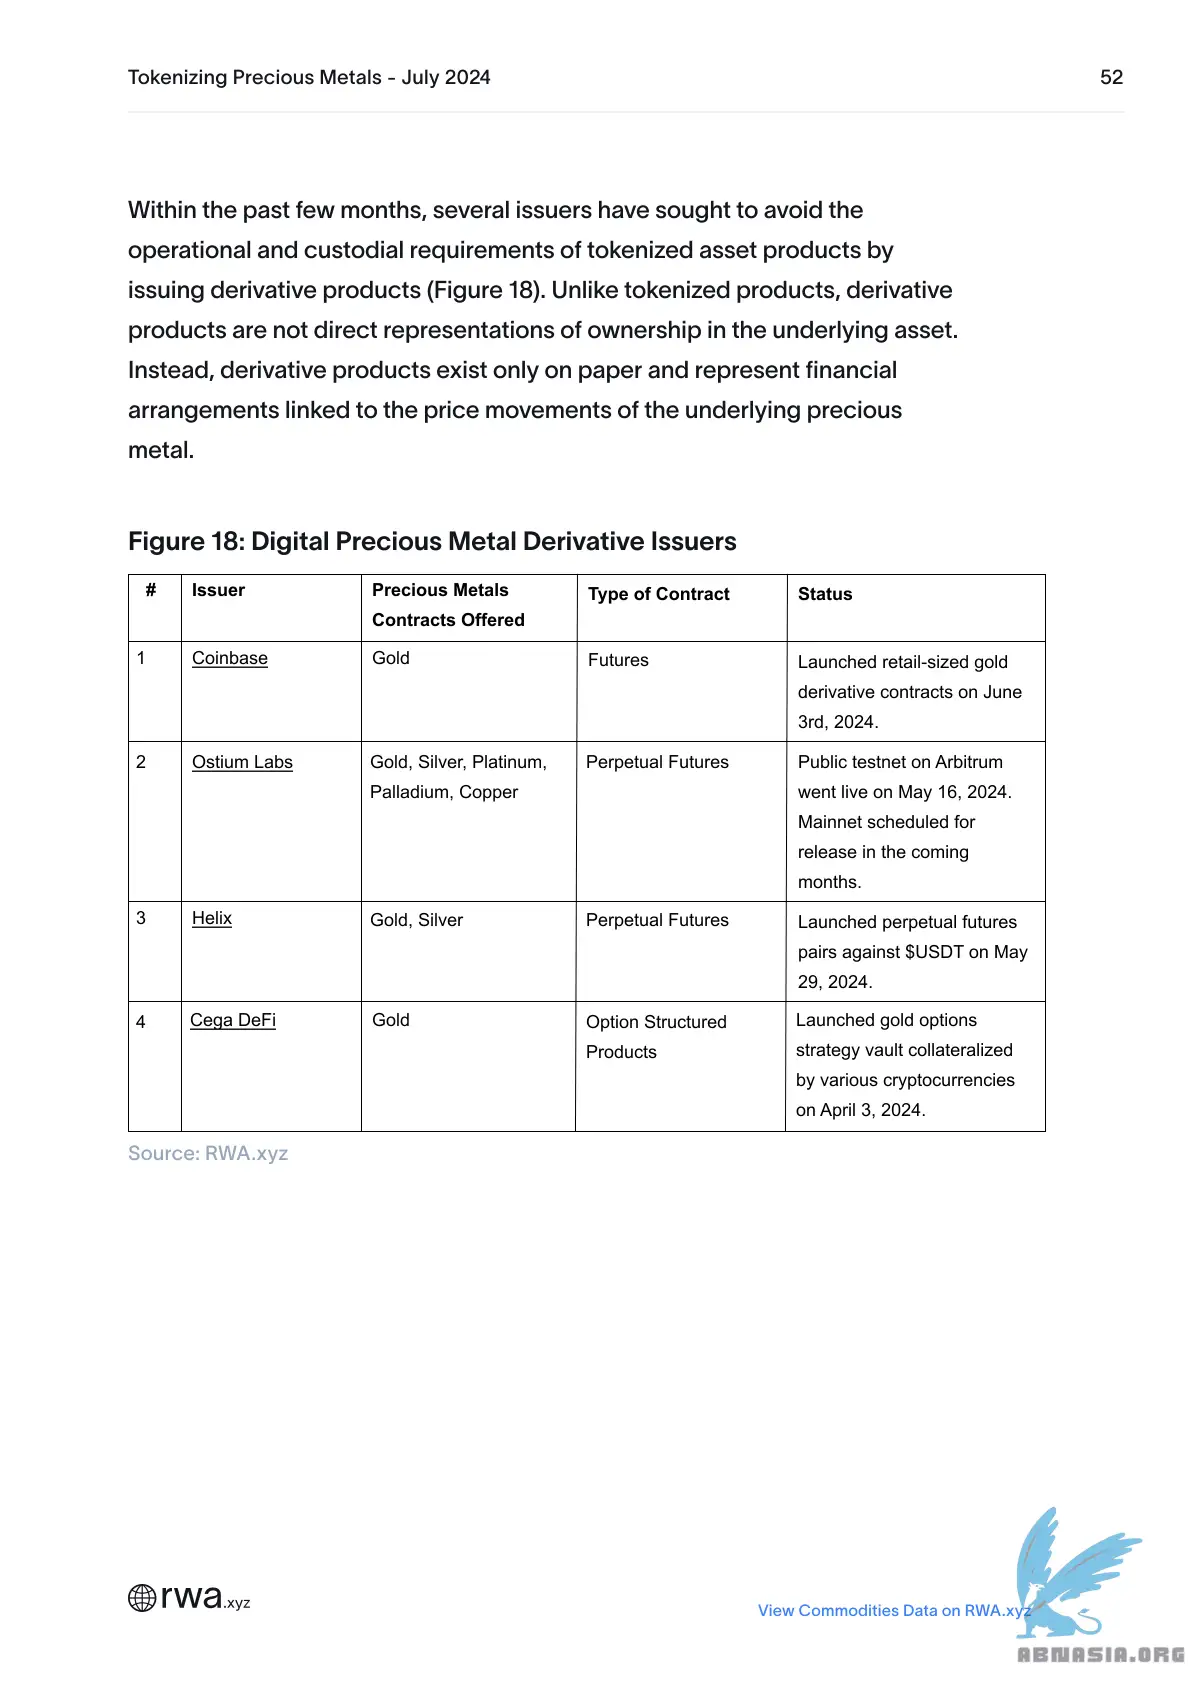 Tokenizing Precious Metals - July 2024
52
Within the past few months, several issuers have sought to avoid the
operational and custodial requirements of tokenized asset products by
issuing derivative products (Figure 18). Unlike tokenized products, derivative
products are not direct representations of ownership in the underlying asset.
Instead, derivative products exist only on paper and represent financial
arrangements linked to the price movements of the underlying precious
metal.
Figure 18: Digital Precious Metal Derivative Issuers
#
Issuer
Precious Metals
Contracts Offered
Type of Contract
Status
1
Coinbase
Gold
Futures
Launched retail-sized gold
derivative contracts on June
3rd, 2024.
2
Ostium Labs
Gold, Silver, Platinum,
Palladium, Copper
Perpetual Futures
Public testnet on Arbitrum
went live on May 16, 2024.
Mainnet scheduled for
release in the coming
months.
3
Helix
Gold, Silver
Perpetual Futures
Launched perpetual futures
pairs against $USDT on May
29, 2024.
4
Cega DeFi
Gold
Option Structured
Products
Launched gold options
strategy vault collateralized
by various cryptocurrencies
on April 3, 2024.
Source: RWA.xyz
rwa.xyz
View Commodities Data on RWA.xyz
ABNASIA.ORG